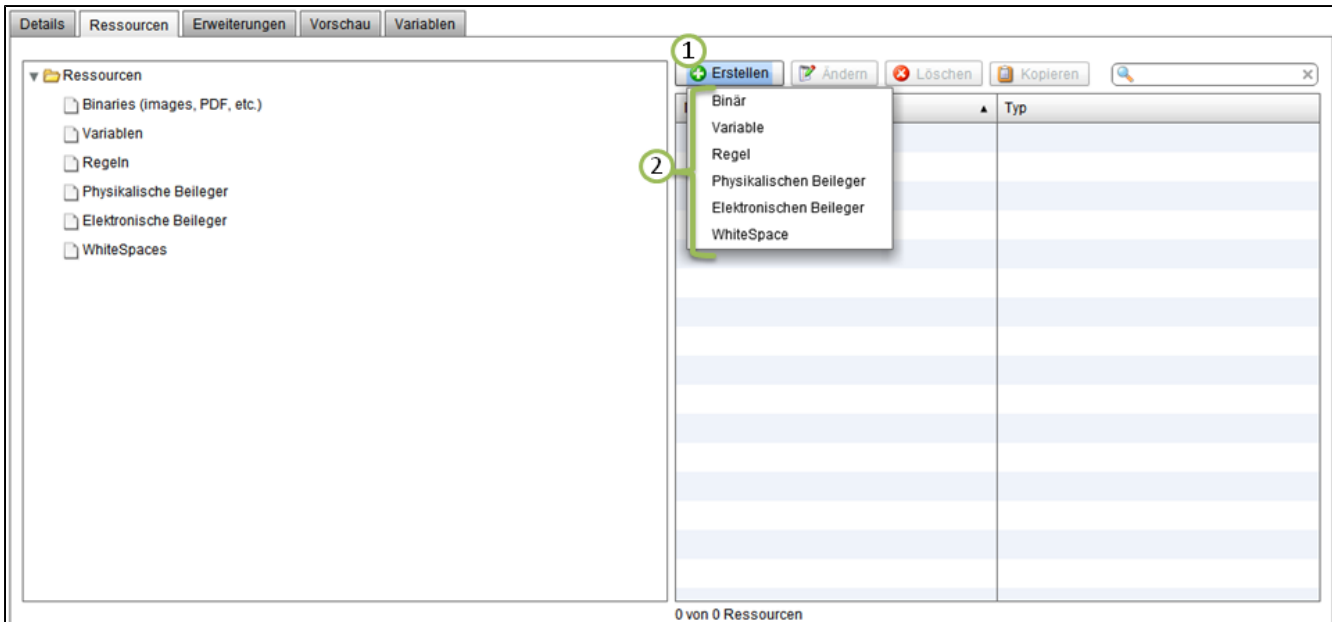 Details Ressourcen Erweiterungen Vorschau Variablen
Ressourcen
Binaries (images, PDF, etc.)
Variablen
Regeln
Physikalische Beileger
Elektronische Beileger
WhiteSpaces
1
Erstellen Ändern Löschen Kopieren
2
Binär
Variable
Regel
Physikalischen Beileger
Elektronischen Beileger
WhiteSpace
Typ
0 von 0 Ressourcen